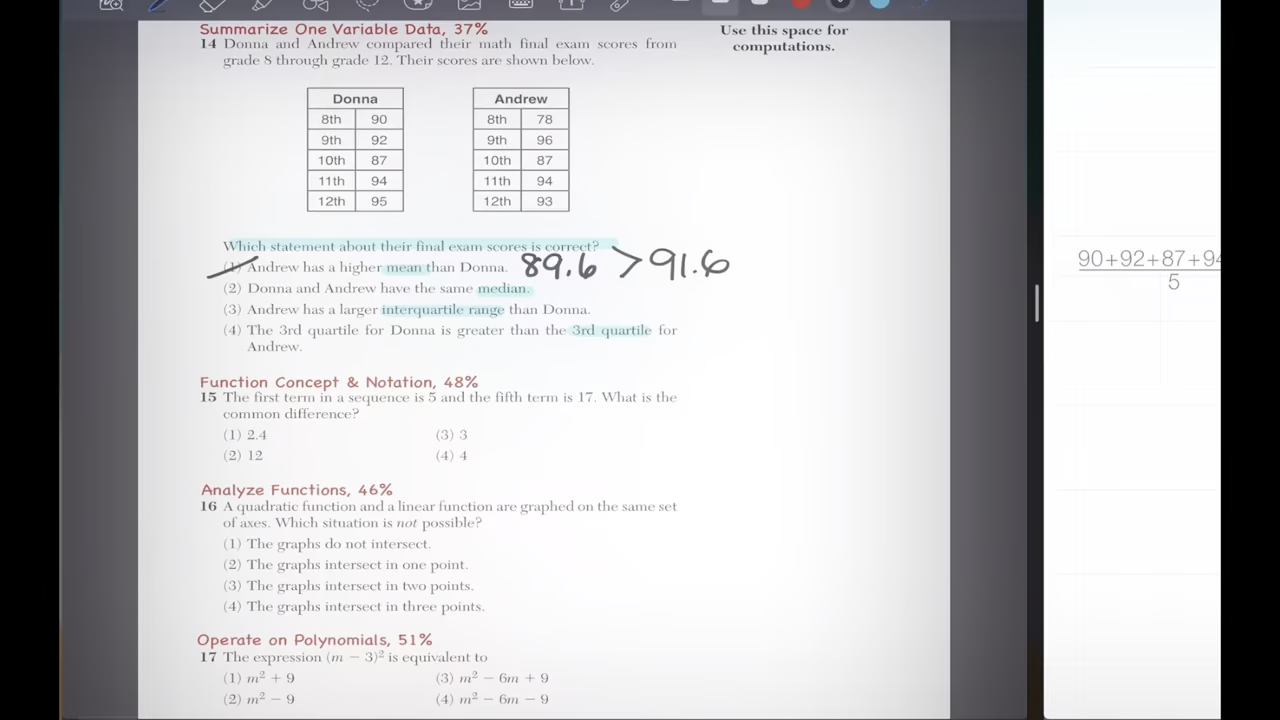 Summarize One Variable Data, 37%
14 Donna and Andrew compared their math final exam scores from
grade 8 through grade 12. Their scores are shown below.
Use this space for
computations.
Donna
8th 90
9th 92
10th 87
11th 94
12th 95
Andrew
8th 78
9th 96
10th 87
11th 94
12th 93
Which statement about their final exam scores is correct?
(1) Andrew has a higher mean than Donna. 89.6 > 91.6
(2) Donna and Andrew have the same median.
(3) Andrew has a larger interquartile range than Donna.
(4) The 3rd quartile for Donna is greater than the 3rd quartile for
Andrew.
Function Concept & Notation, 48%
15 The first term in a sequence is 5 and the fifth term is 17. What is the
common difference?
(1) 2.4 (3) 3
(2) 12 (4) 4
Analyze Functions, 46%
16 A quadratic function and a linear function are graphed on the same set
of axes. Which situation is not possible?
(1) The graphs do not intersect.
(2) The graphs intersect in one point.
(3) The graphs intersect in two points.
(4) The graphs intersect in three points.
Operate on Polynomials, 51%
17 The expression (m − 3)² is equivalent to
(1) m² + 9 (3) m² − 6m + 9
(2) m² − 9 (4) m² − 6m − 9
90+92+87+94
5